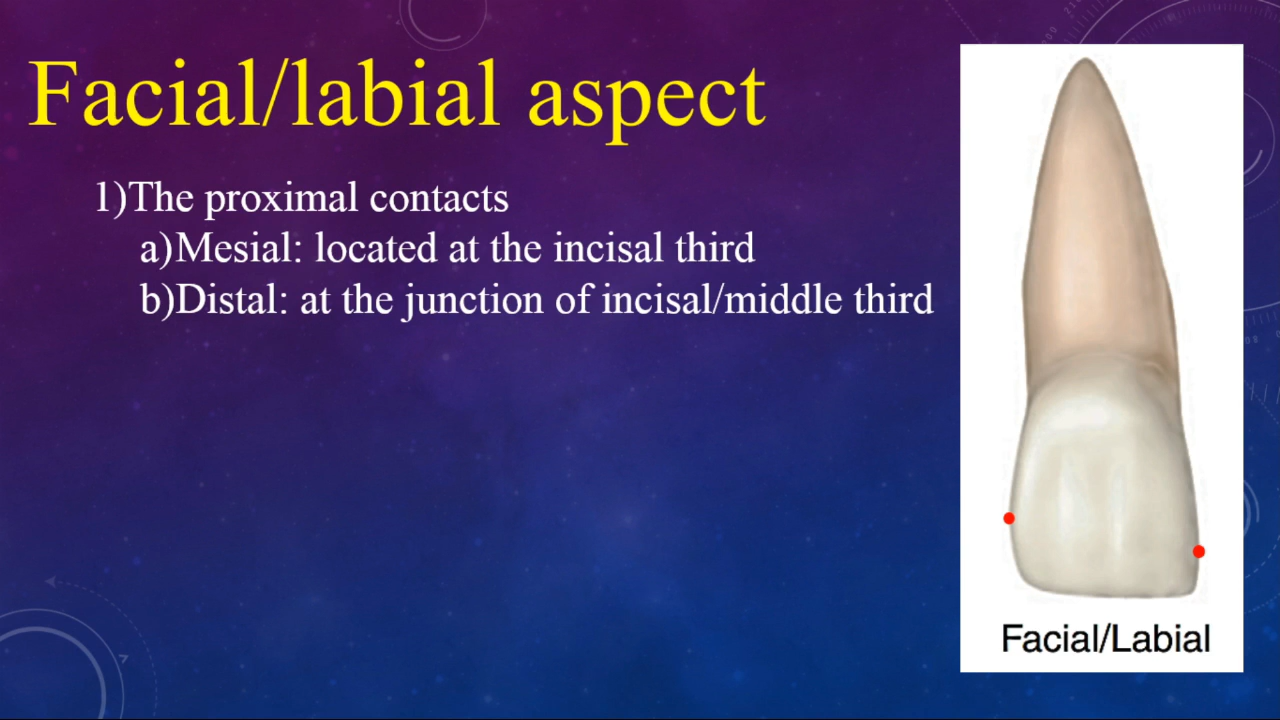 Facial/labial aspect
1)The proximal contacts
a)Mesial: located at the incisal third
b)Distal: at the junction of incisal/middle third
Facial/Labial